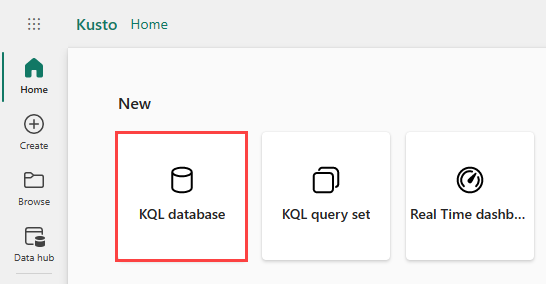 Kusto Home
Home
Create
Browse
Data hub
New
KQL database
KQL query set
Real Time dashb...